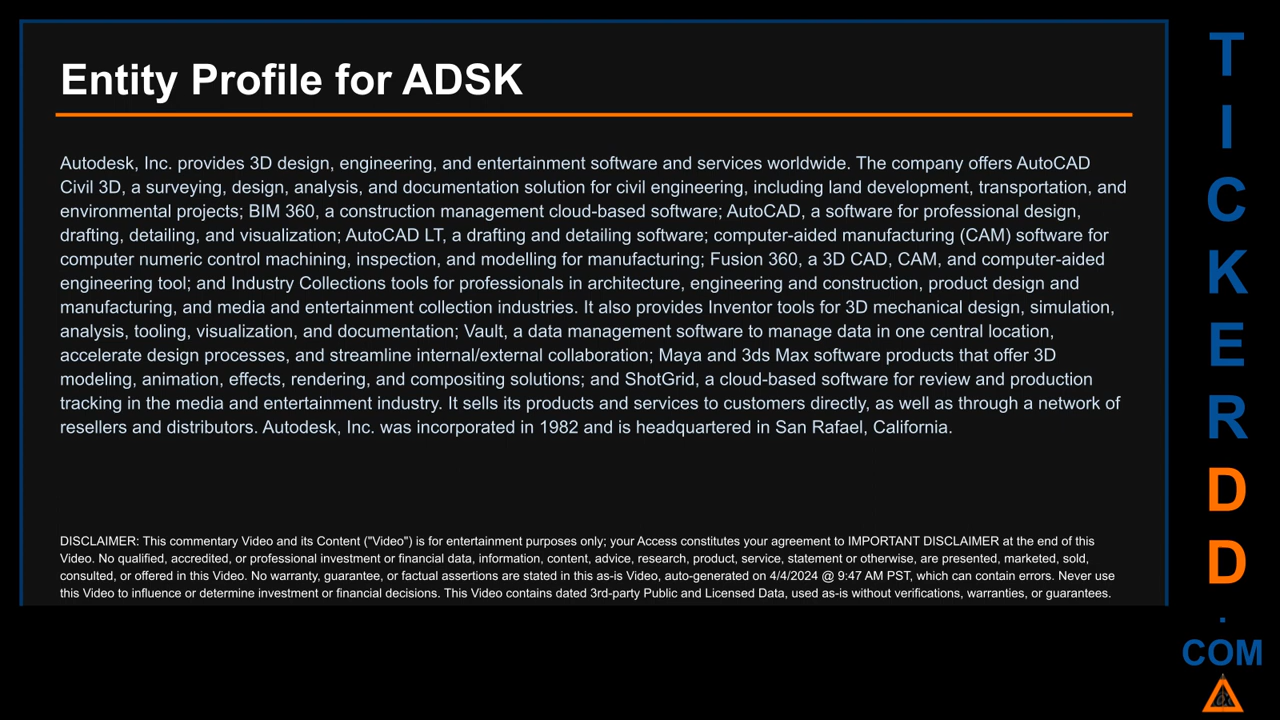 Entity Profile for ADSK
Autodesk, Inc. provides 3D design, engineering, and entertainment software and services worldwide. The company offers AutoCAD
Civil 3D, a surveying, design, analysis, and documentation solution for civil engineering, including land development, transportation, and
environmental projects; BIM 360, a construction management cloud-based software; AutoCAD, a software for professional design,
drafting, detailing, and visualization; AutoCAD LT, a drafting and detailing software; computer-aided manufacturing (CAM) software for
computer numeric control machining, inspection, and modelling for manufacturing; Fusion 360, a 3D CAD, CAM, and computer-aided
engineering tool; and Industry Collections tools for professionals in architecture, engineering and construction, product design and
manufacturing, and media and entertainment collection industries. It also provides Inventor tools for 3D mechanical design, simulation,
analysis, tooling, visualization, and documentation; Vault, a data management software to manage data in one central location,
accelerate design processes, and streamline internal/external collaboration; Maya and 3ds Max software products that offer 3D
modeling, animation, effects, rendering, and compositing solutions; and ShotGrid, a cloud-based software for review and production
tracking in the media and entertainment industry. It sells its products and services to customers directly, as well as through a network of
resellers and distributors. Autodesk, Inc. was incorporated in 1982 and is headquartered in San Rafael, California.
DISCLAIMER: This commentary Video and its Content ("Video") is for entertainment purposes only; your Access constitutes your agreement to IMPORTANT DISCLAIMER at the end of this
Video. No qualified, accredited, or professional investment or financial data, information, content, advice, research, product, service, statement or otherwise, are presented, marketed, sold,
consulted, or offered in this Video. No warranty, guarantee, or factual assertions are stated in this as-is Video, auto-generated on 4/4/2024 @ 9:47 AM PST, which can contain errors. Never use
this Video to influence or determine investment or financial decisions. This Video contains dated 3rd-party Public and Licensed Data, used as-is without verifications, warranties, or guarantees.
T
I
C
K
E
R
D
D
.
COM